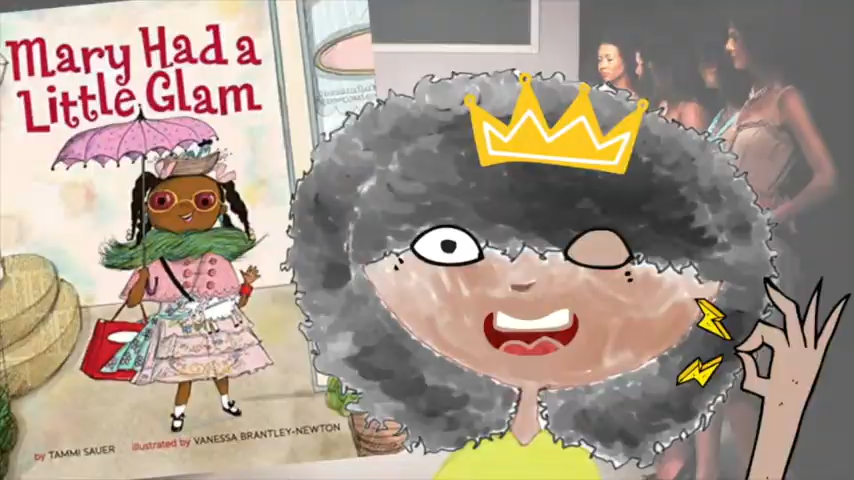 Mary Had a
Little Glam
by TAMMI SAUER illustrated by VANESSA BRANTLEY-NEWTON